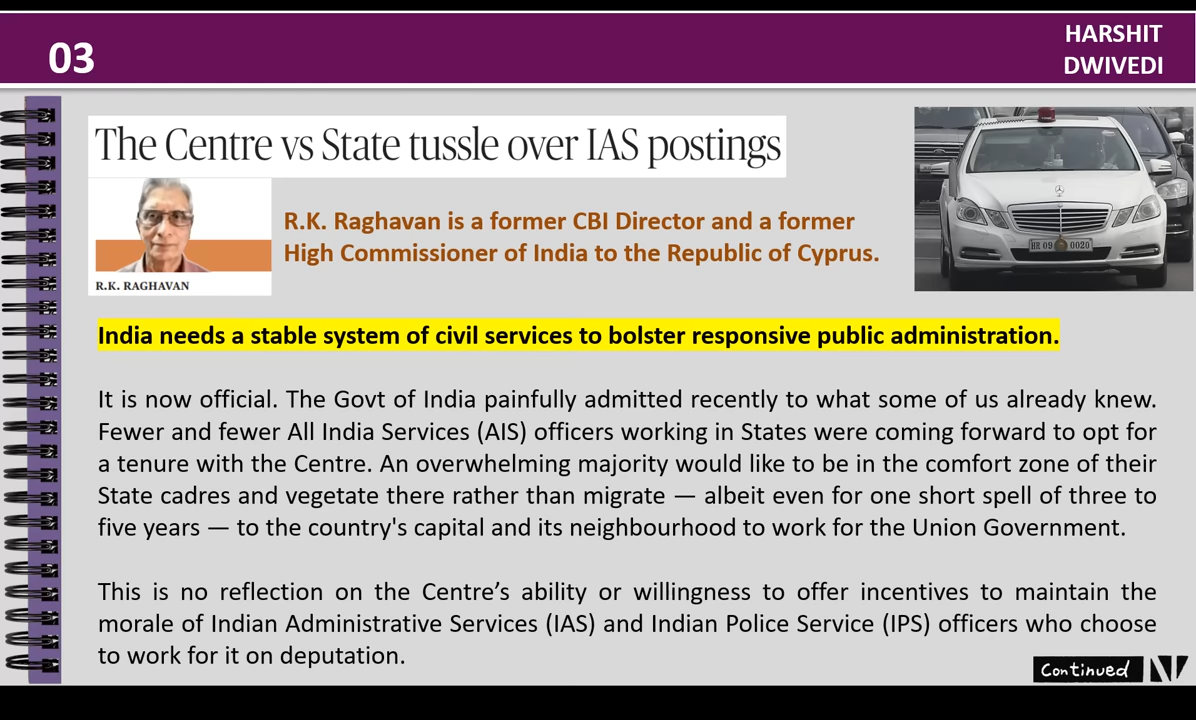 03
HARSHIT
DWIVEDI
The Centre vs State tussle over IAS postings
R.K. Raghavan is a former CBI Director and a former
High Commissioner of India to the Republic of Cyprus.
R.K. RAGHAVAN
HR 09 0020
India needs a stable system of civil services to bolster responsive public administration.
It is now official. The Govt of India painfully admitted recently to what some of us already knew.
Fewer and fewer All India Services (AIS) officers working in States were coming forward to opt for
a tenure with the Centre. An overwhelming majority would like to be in the comfort zone of their
State cadres and vegetate there rather than migrate — albeit even for one short spell of three to
five years — to the country's capital and its neighbourhood to work for the Union Government.
This is no reflection on the Centre’s ability or willingness to offer incentives to maintain the
morale of Indian Administrative Services (IAS) and Indian Police Service (IPS) officers who choose
to work for it on deputation.
Continued